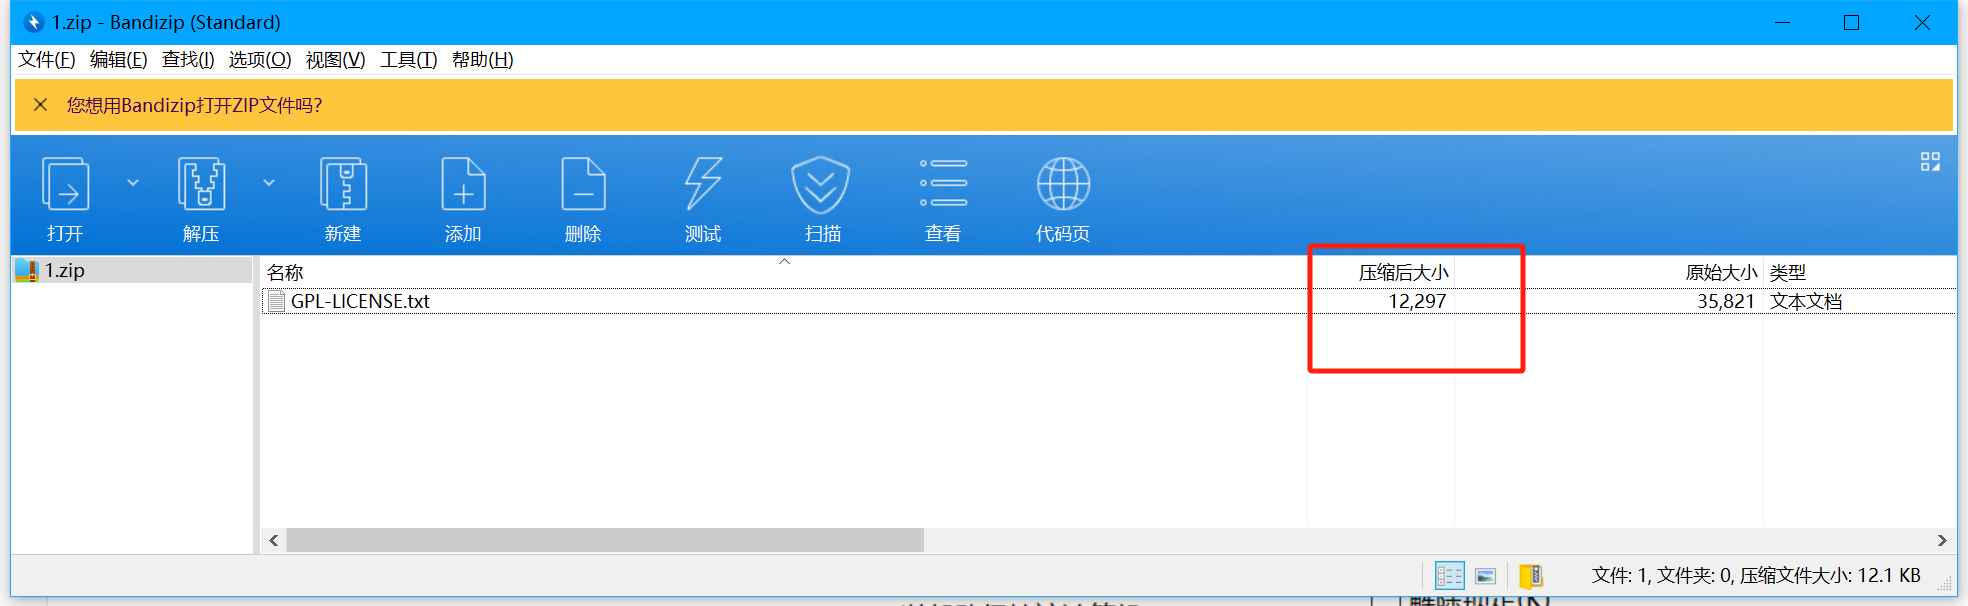 1.zip - Bandizip (Standard)
文件(F) 编辑(E) 查找(I) 选项(O) 视图(V) 工具(T) 帮助(H)
您想用Bandizip打开ZIP文件吗?
打开 解压 新建 添加 删除 测试 扫描 查看 代码页
1.zip
名称 压缩后大小 原始大小 类型
GPL-LICENSE.txt 12,297 35,821 文本文档
文件: 1, 文件夹: 0, 压缩文件大小: 12.1 KB